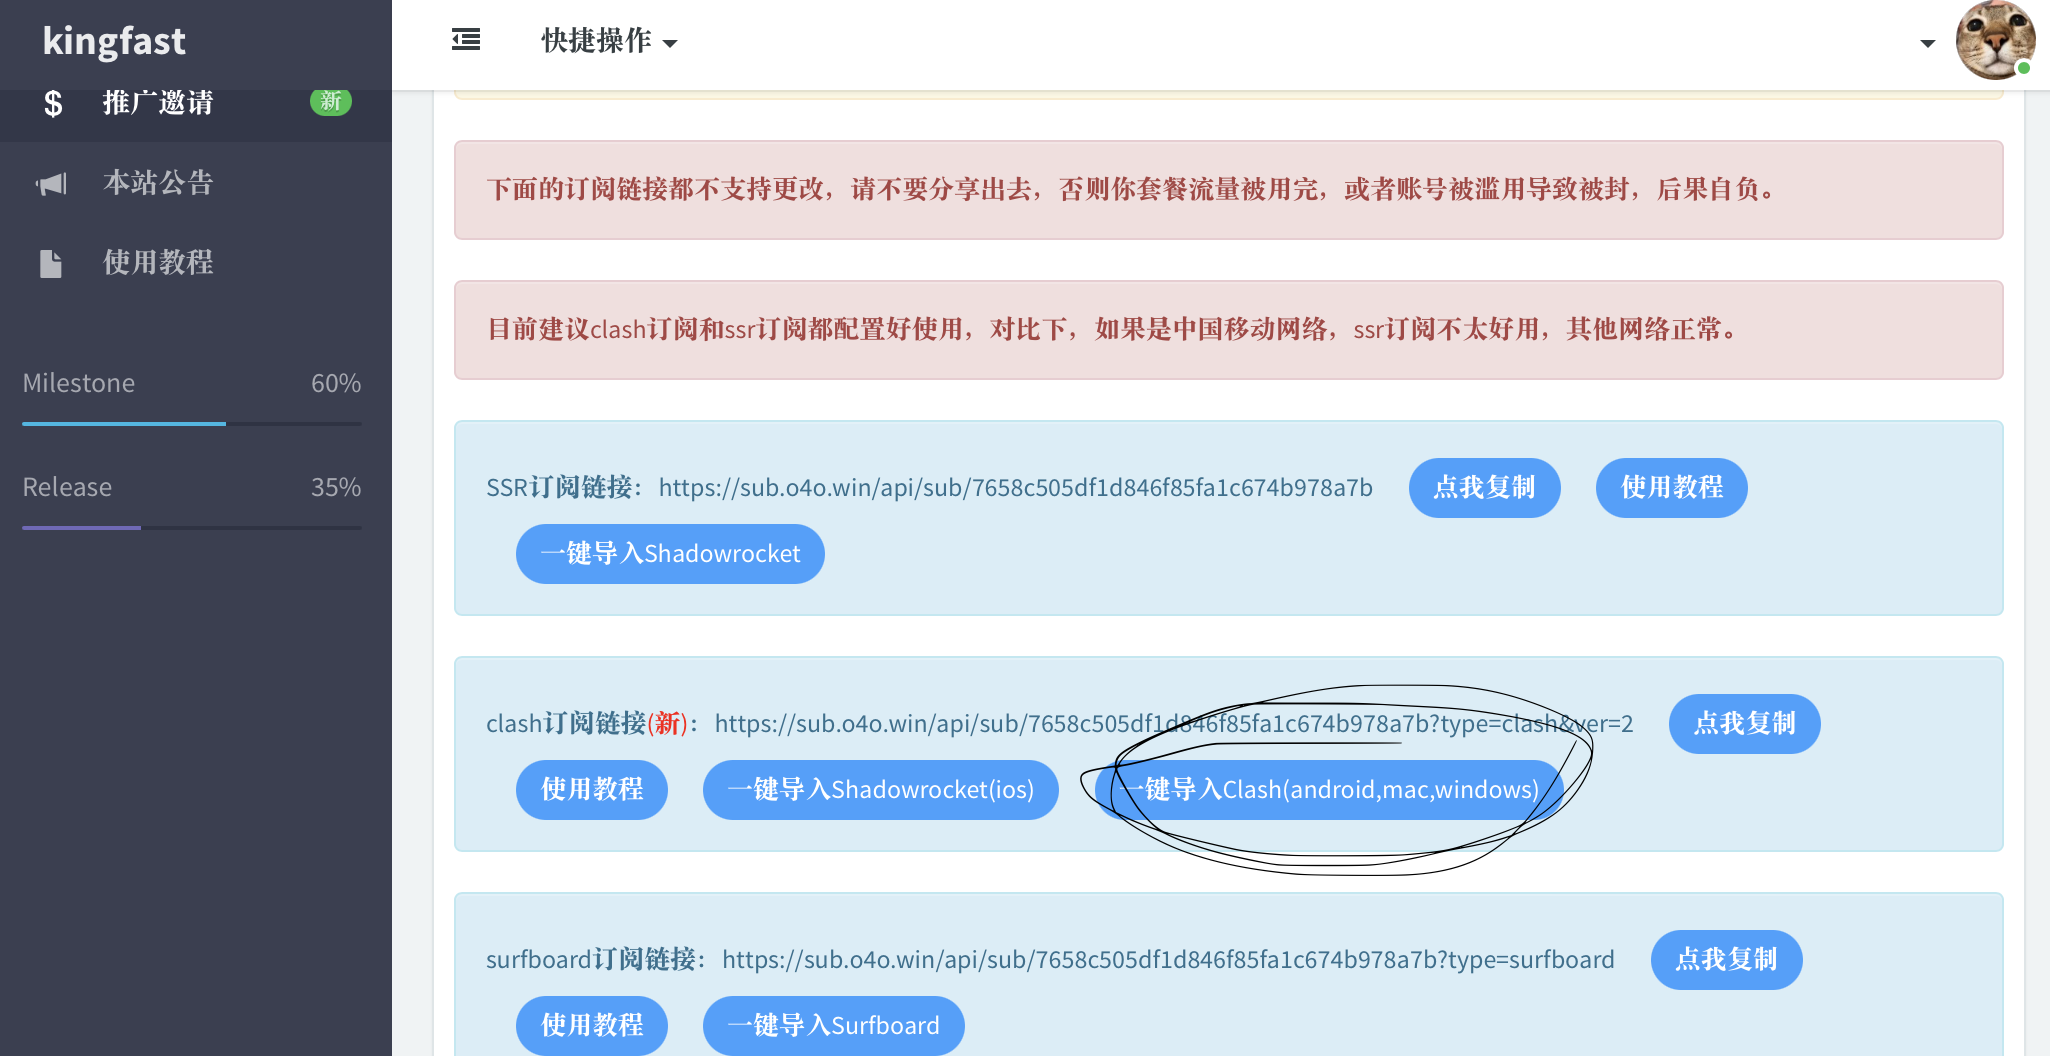 kingfast
快捷操作
$ 推广邀请 新
本站公告
使用教程
Milestone 60%
Release 35%
下面的订阅链接都不支持更改，请不要分享出去，否则你套餐流量被用完，或者账号被滥用导致被封，后果自负。
目前建议clash订阅和ssr订阅都配置好使用，对比下，如果是中国移动网络，ssr订阅不太好用，其他网络正常。
SSR订阅链接：https://sub.o4o.win/api/sub/7658c505df1d846f85fa1c674b978a7b 点我复制 使用教程
一键导入Shadowrocket
clash订阅链接(新)：https://sub.o4o.win/api/sub/7658c505df1d846f85fa1c674b978a7b?type=clash&ver=2 点我复制
使用教程 一键导入Shadowrocket(ios) 一键导入Clash(android,mac,windows)
surfboard订阅链接：https://sub.o4o.win/api/sub/7658c505df1d846f85fa1c674b978a7b?type=surfboard 点我复制
使用教程 一键导入Surfboard